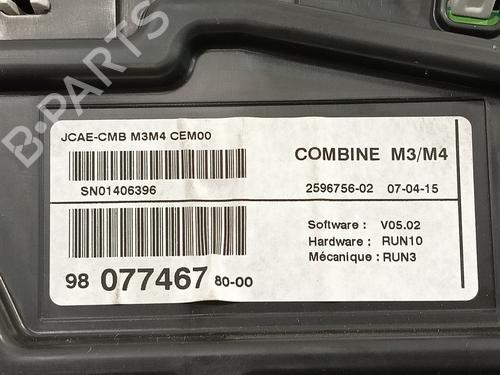 B-PARTS
JCAE-CMB M3M4 CEM00
SN01406396
98 077467 80-00
COMBINE M3/M4
2596756-02 07-04-15
Software : V05.02
Hardware : RUN10
Mécanique : RUN3